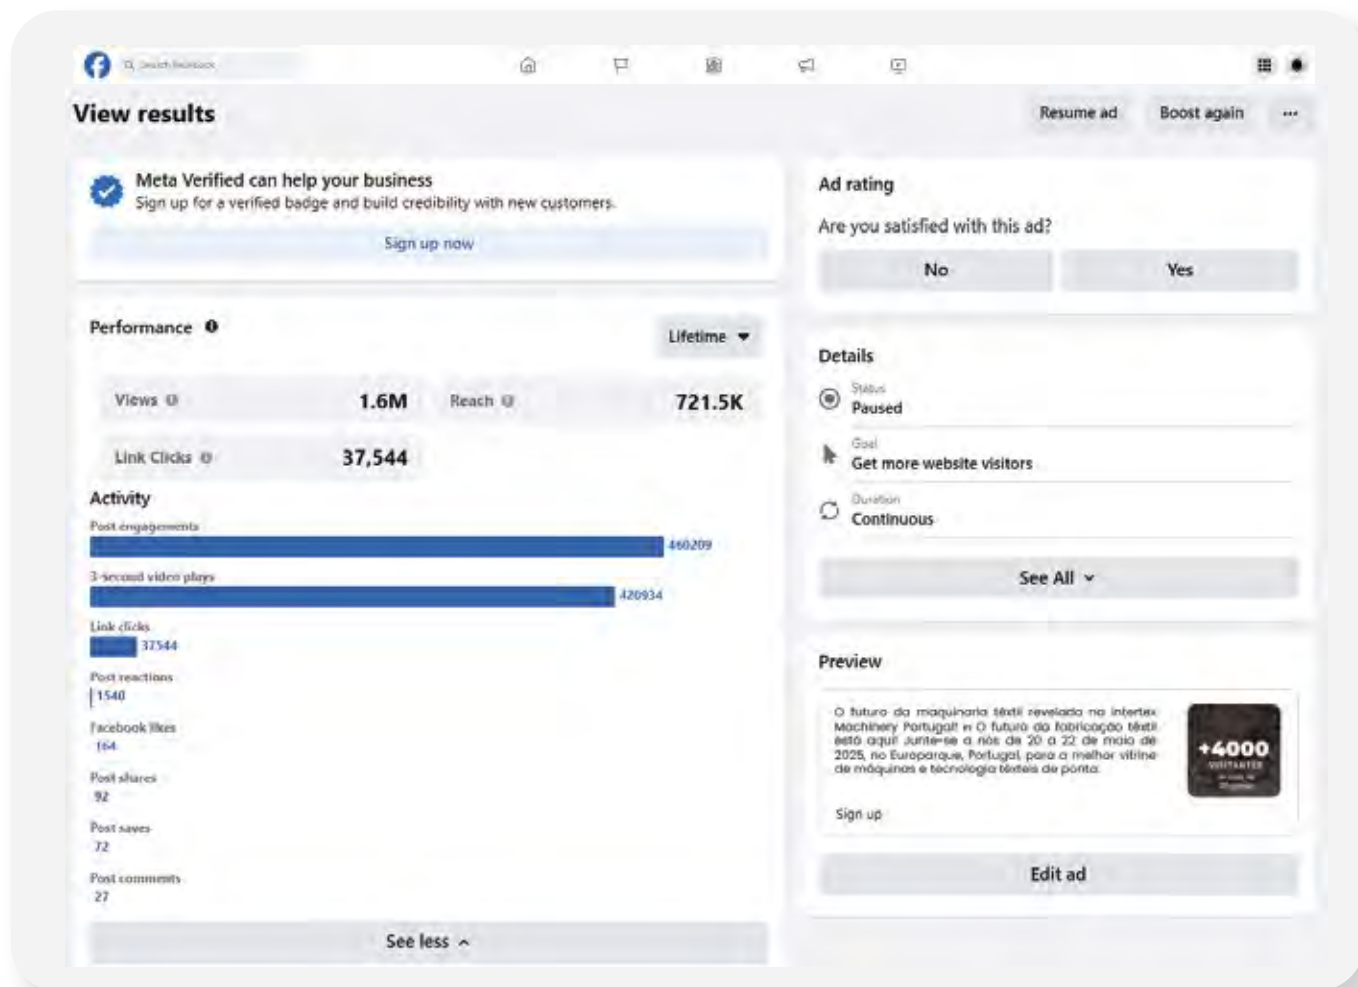 Search Facebook
View results
Resume ad
Boost again
Meta Verified can help your business
Sign up for a verified badge and build credibility with new customers.
Sign up now
Performance
Lifetime
Views
1.6M
Reach
721.5K
Link Clicks
37,544
Activity
Post engagements
460209
3-second video plays
420934
Link clicks
37544
Post reactions
1540
Facebook likes
164
Post shares
92
Post saves
72
Post comments
27
See less
Ad rating
Are you satisfied with this ad?
No
Yes
Details
Status
Paused
Goal
Get more website visitors
Duration
Continuous
See All
Preview
O futuro da maquinaria têxtil revelado na Intertex
Machinery Portugal! O futuro da fabricação têxtil
está aqui! Junte-se a nós de 20 a 22 de maio de
2025, no Europarque, Portugal, para a melhor vitrine
de máquinas e tecnologia têxteis de ponta.
+4000
VISITANTES
Sign up
Edit ad